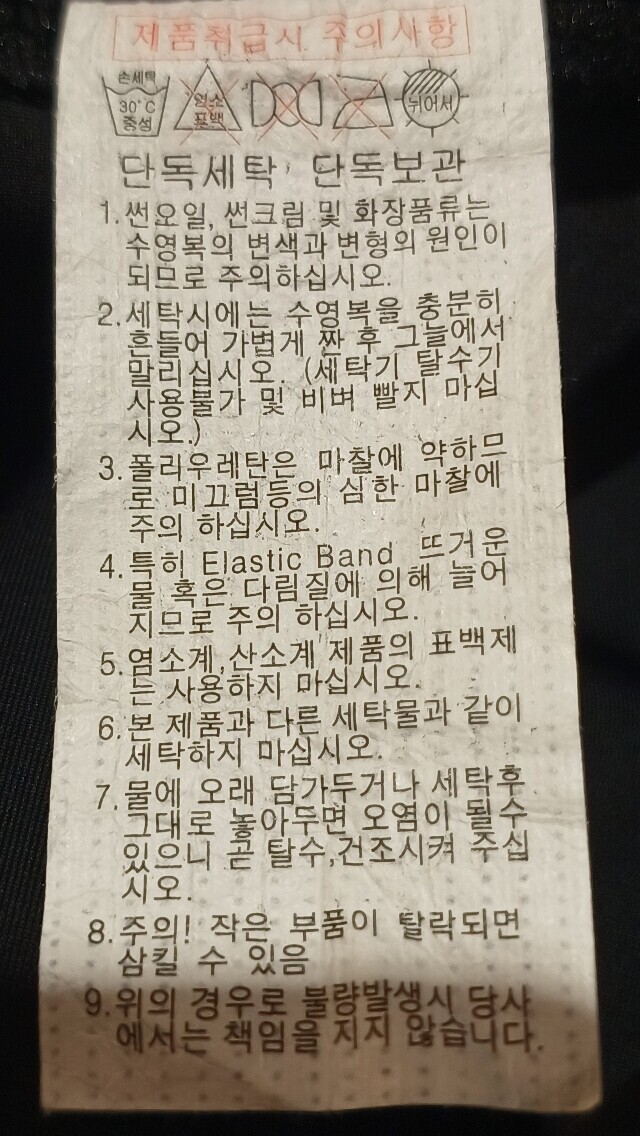 제품취급시 주의사항
손세탁
30°C
중성
염소
표백
뉘어서
단독세탁, 단독보관
1.썬오일, 썬크림 및 화장품류는
수영복의 변색과 변형의 원인이
되므로 주의하십시오.
2.세탁시에는 수영복을 충분히
흔들어 가볍게 짠 후 그늘에서
말리십시오. (세탁기 탈수기
사용불가 및 비벼 빨지 마십
시오.)
3.폴리우레탄은 마찰에 약하므
로 미끄럼등의 심한 마찰에
주의 하십시오.
4.특히 Elastic Band 뜨거운
물 혹은 다림질에 의해 늘어
지므로 주의 하십시오.
5.염소계,산소계 제품의 표백제
는 사용하지 마십시오.
6.본 제품과 다른 세탁물과 같이
세탁하지 마십시오.
7.물에 오래 담가두거나 세탁후
그대로 놓아두면 오염이 될수
있으니 곧 탈수,건조시켜 주십
시오.
8.주의! 작은 부품이 탈락되면
삼킬 수 있음
9.위의 경우로 불량발생시 당사
에서는 책임을 지지 않습니다.